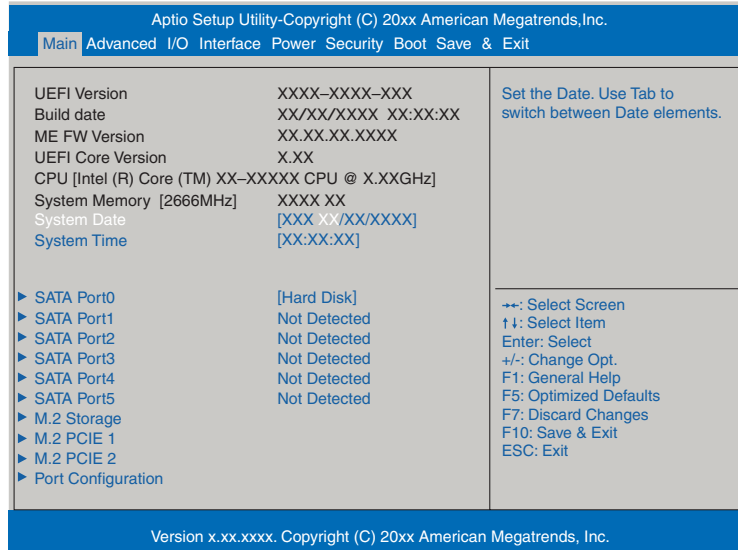 Aptio Setup Utility-Copyright (C) 20xx American Megatrends,Inc.
Main Advanced I/O Interface Power Security Boot Save & Exit
UEFI Version XXXX–XXXX–XXX
Build date XX/XX/XXXX XX:XX:XX
ME FW Version XX.XX.XX.XXXX
UEFI Core Version X.XX
CPU [Intel (R) Core (TM) XX–XXXXX CPU @ X.XXGHz]
System Memory [2666MHz] XXXX XX
System Date [XXX XX/XX/XXXX]
System Time [XX:XX:XX]
SATA Port0 [Hard Disk]
SATA Port1 Not Detected
SATA Port2 Not Detected
SATA Port3 Not Detected
SATA Port4 Not Detected
SATA Port5 Not Detected
M.2 Storage
M.2 PCIE 1
M.2 PCIE 2
Port Configuration
Set the Date. Use Tab to
switch between Date elements.
→←: Select Screen
↑↓: Select Item
Enter: Select
+/-: Change Opt.
F1: General Help
F5: Optimized Defaults
F7: Discard Changes
F10: Save & Exit
ESC: Exit
Version x.xx.xxxx. Copyright (C) 20xx American Megatrends, Inc.